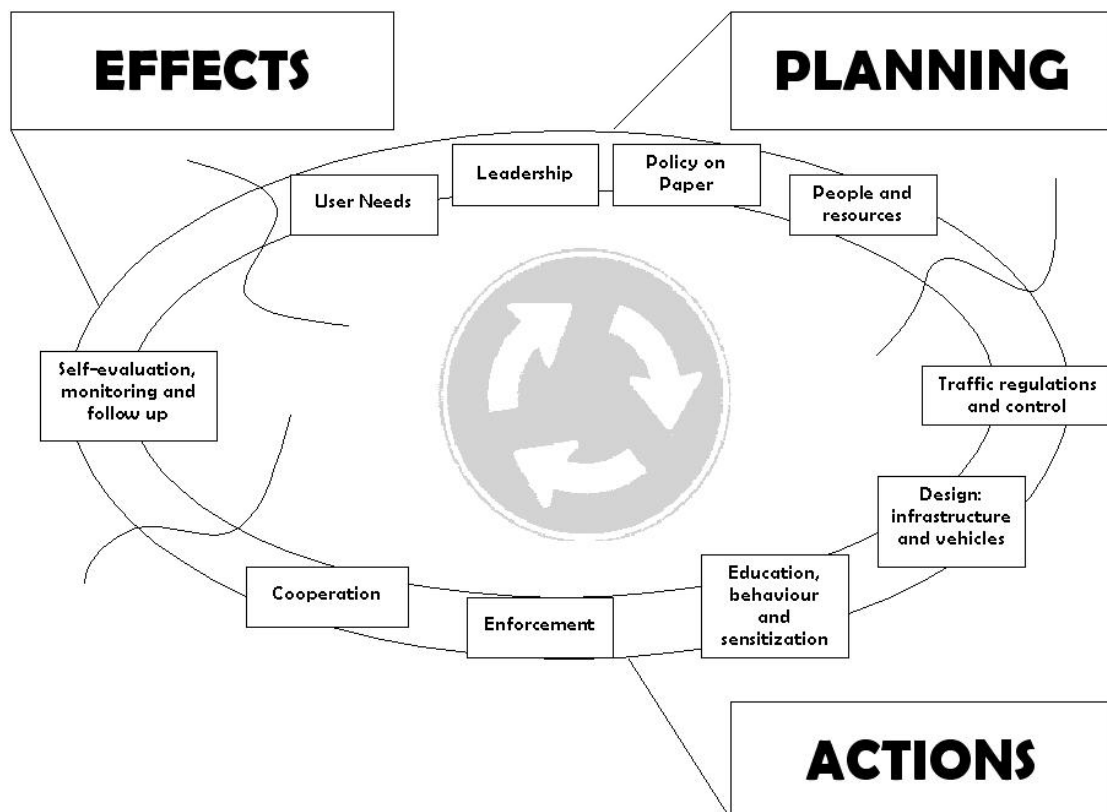 EFFECTS
PLANNING
Leadership
Policy on
Paper
User Needs
People and
resources
Self-evaluation,
monitoring and
follow up
Traffic regulations
and control
Design:
infrastructure
and vehicles
Education,
behaviour
and
sensitization
Cooperation
Enforcement
ACTIONS